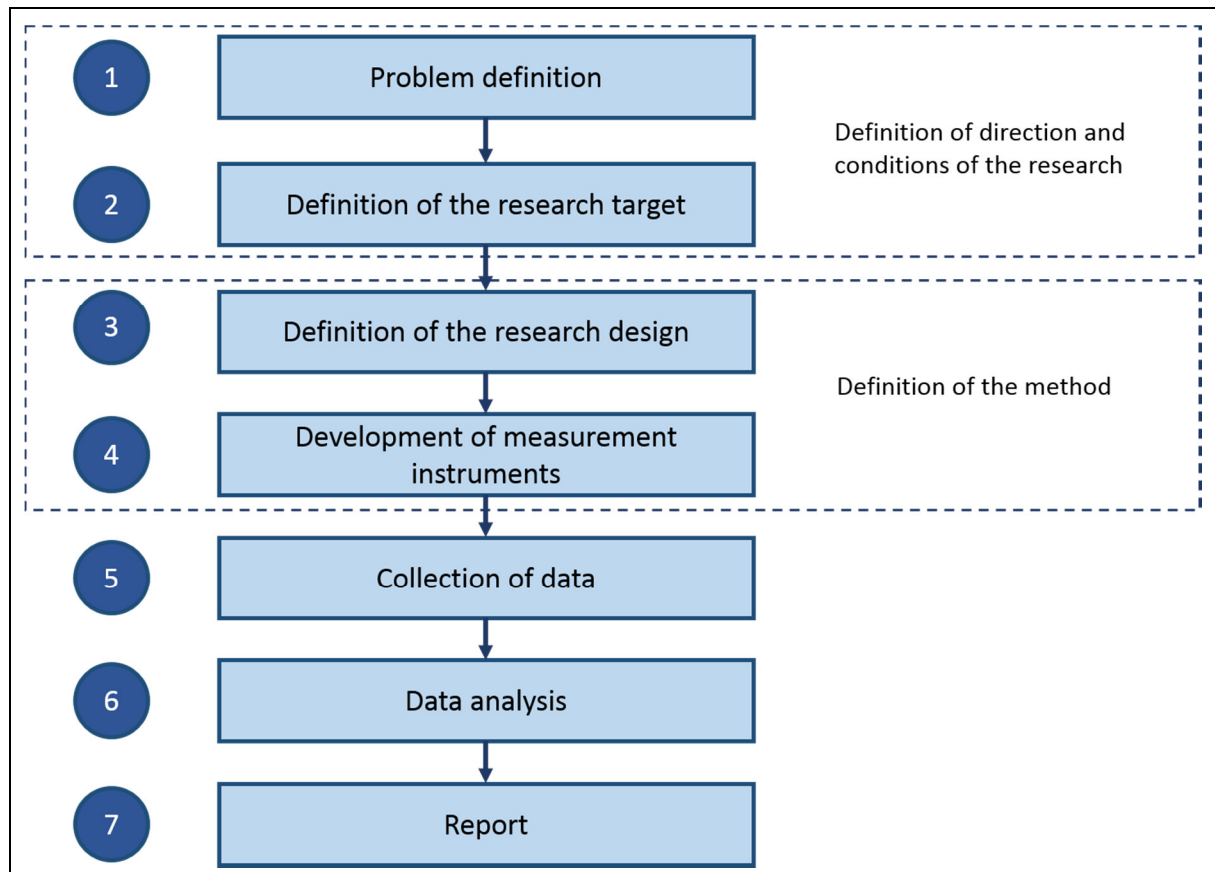 1
Problem definition
Definition of direction and
conditions of the research
2
Definition of the research target
3
Definition of the research design
Definition of the method
4
Development of measurement
instruments
5
Collection of data
6
Data analysis
7
Report